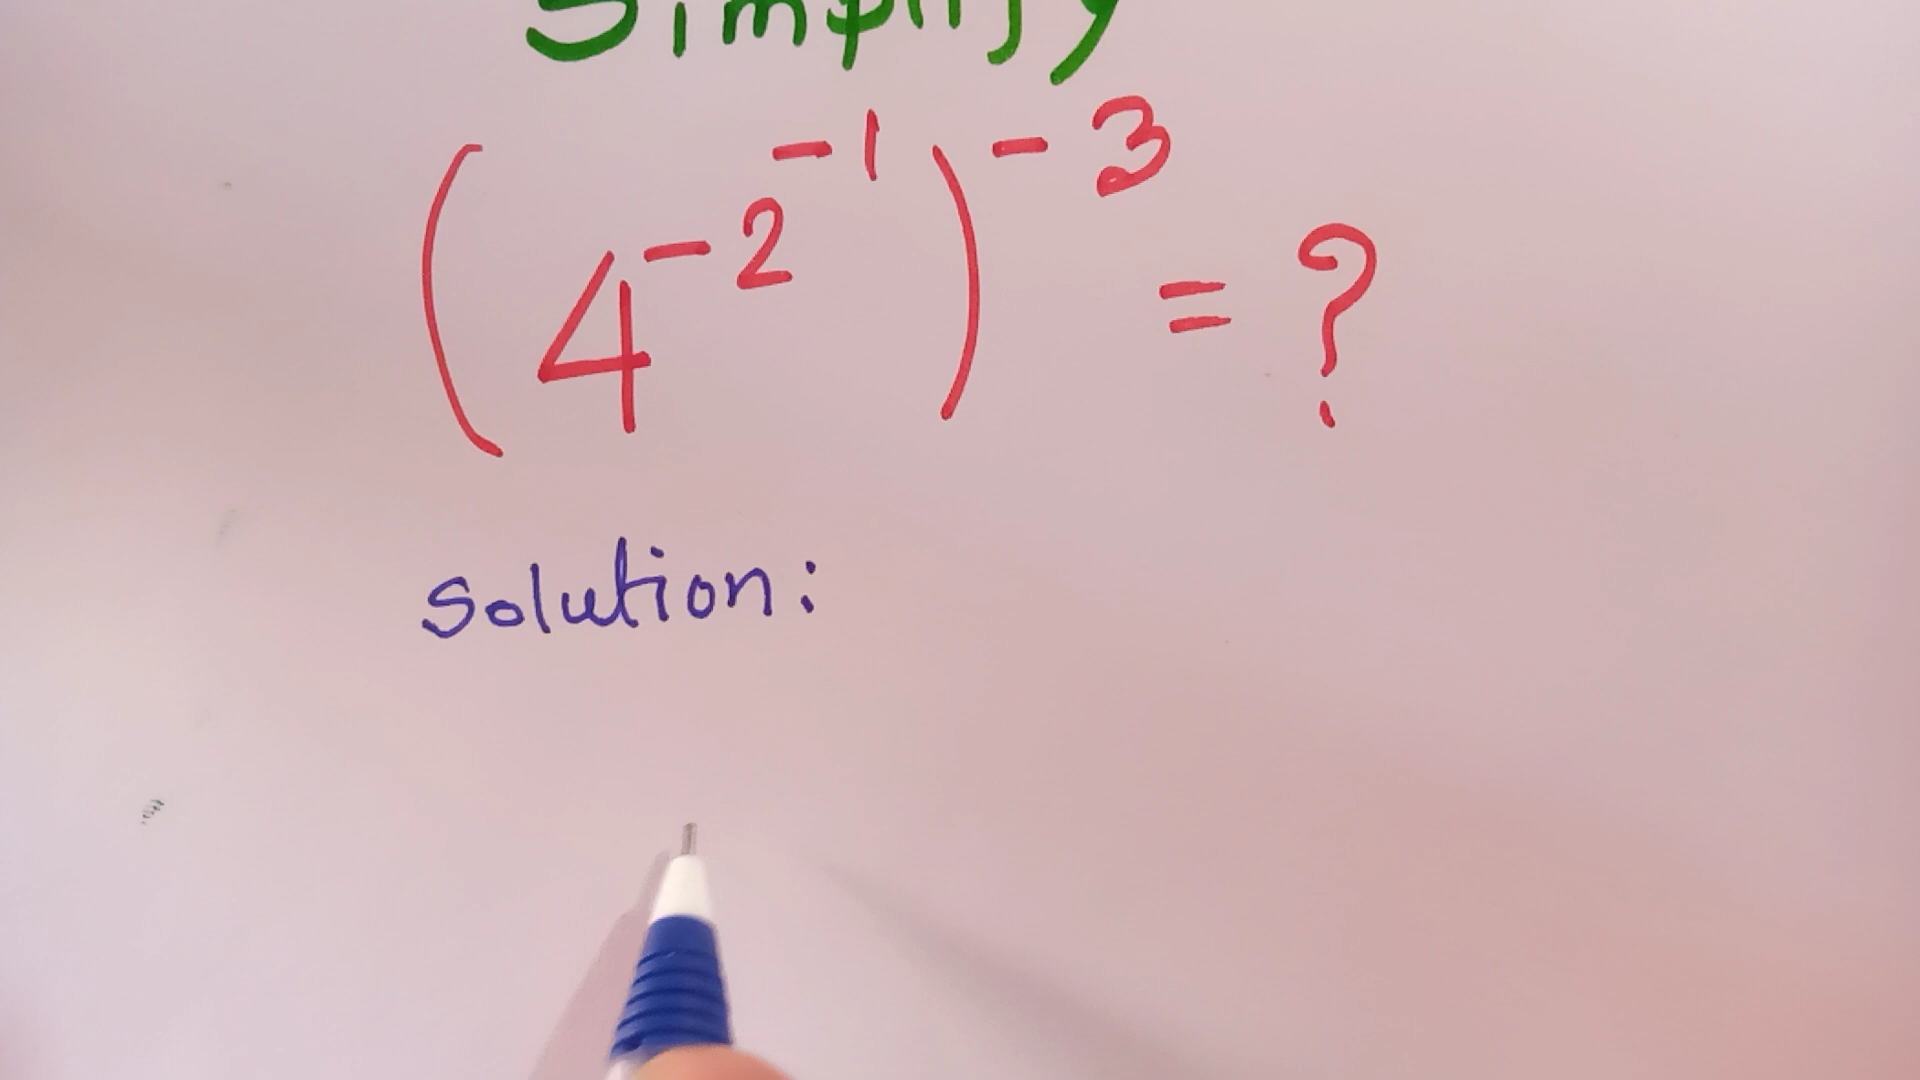 Simplify
(4^-2^-1)^-3 = ?
Solution: